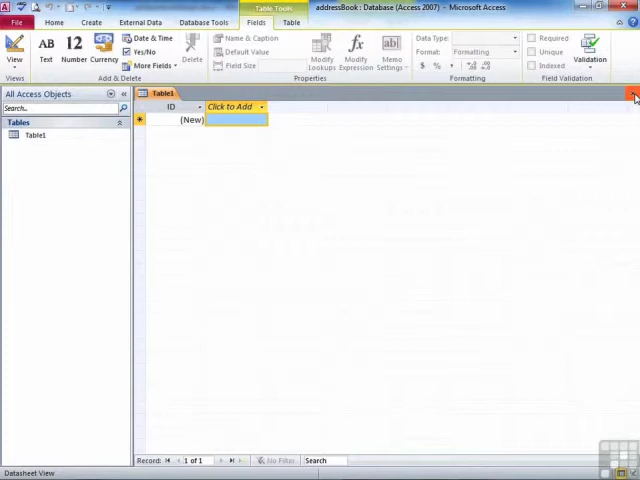 Table Tools
addressBook : Database (Access 2007) - Microsoft Access
File Home Create External Data Database Tools Fields Table
View
Views
AB
Text
12
Number
Currency
Date & Time
Yes/No
More Fields
Delete
Add & Delete
Name & Caption
Default Value
Field Size
Modify Lookups
fx
Modify Expression
ab
Memo Settings
Properties
Data Type:
Format: Formatting
$ % ,
Formatting
Required
Unique
Indexed
Validation
Field Validation
All Access Objects
Search...
Tables
Table1
Table1
ID Click to Add
(New)
Record: 1 of 1 No Filter Search
Datasheet View